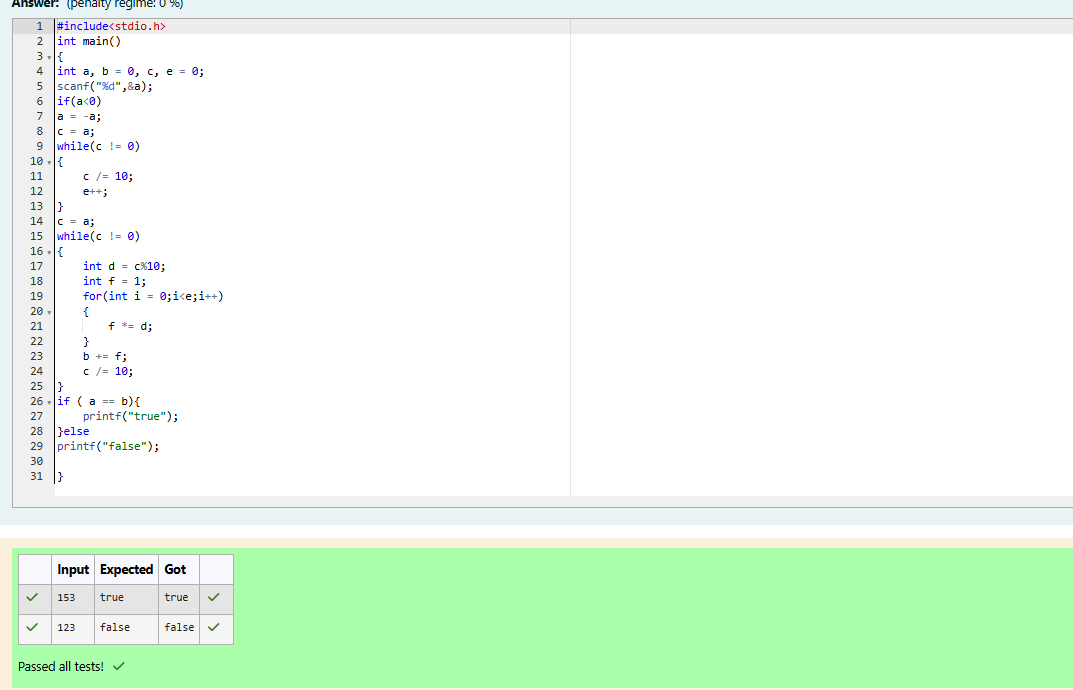 Answer: (penalty regime: 0 %)
1 #include<stdio.h>
2 int main()
3 {
4 int a, b = 0, c, e = 0;
5 scanf("%d",&a);
6 if(a<0)
7 a = -a;
8 c = a;
9 while(c != 0)
10 {
11     c /= 10;
12     e++;
13 }
14 c = a;
15 while(c != 0)
16 {
17     int d = c%10;
18     int f = 1;
19     for(int i = 0;i<e;i++)
20     {
21         f *= d;
22     }
23     b += f;
24     c /= 10;
25 }
26 if ( a == b){
27     printf("true");
28 }else
29 printf("false");
30
31 }
Input Expected Got
153 true true
123 false false
Passed all tests!